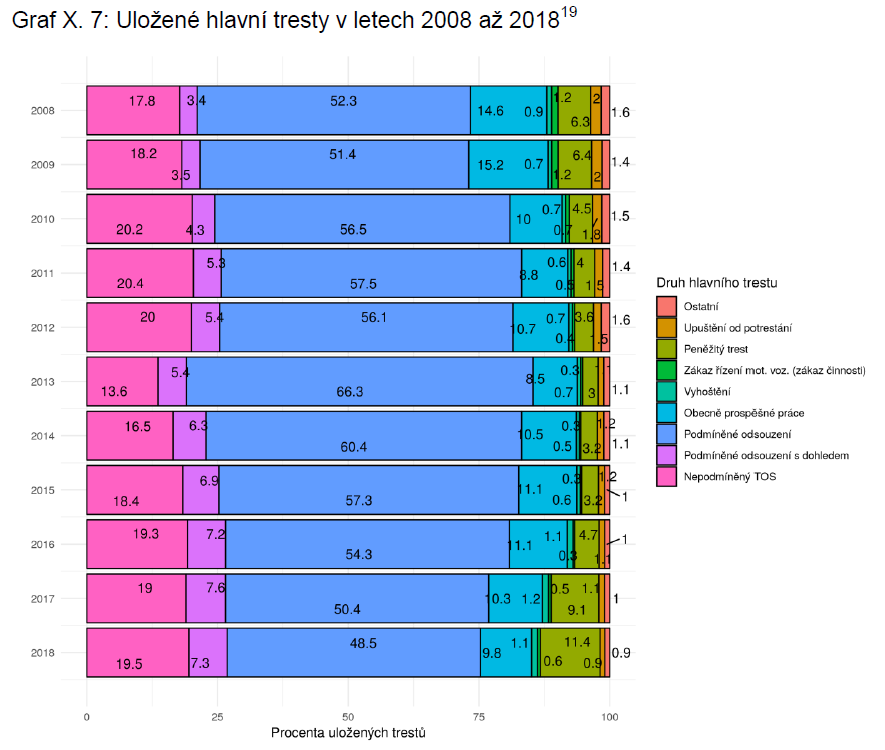 Graf X. 7: Uložené hlavní tresty v letech 2008 až 2018¹⁹
2008 17.8 3.4 52.3 14.6 0.9 1.2 6.3 2 1.6
2009 18.2 3.5 51.4 15.2 0.7 1.2 6.4 2 1.4
2010 20.2 4.3 56.5 10 0.7 0.7 4.5 1.8 1.5
2011 20.4 5.3 57.5 8.8 0.6 0.5 4 1.5 1.4
2012 20 5.4 56.1 10.7 0.7 0.4 3.6 1.5 1.6
2013 13.6 5.4 66.3 8.5 0.7 0.3 3 1.1
2014 16.5 6.3 60.4 10.5 0.5 0.3 3.2 1.2 1.1
2015 18.4 6.9 57.3 11.1 0.6 0.3 3.2 1.2 1
2016 19.3 7.2 54.3 11.1 1.1 0.3 4.7 1.1 1
2017 19 7.6 50.4 10.3 1.2 0.5 9.1 1.1 1
2018 19.5 7.3 48.5 9.8 1.1 0.6 11.4 0.9 0.9
0 25 50 75 100
Procenta uložených trestů
Druh hlavního trestu
Ostatní
Upuštění od potrestání
Peněžitý trest
Zákaz řízení mot. voz. (zákaz činnosti)
Vyhoštění
Obecně prospěšné práce
Podmíněné odsouzení
Podmíněné odsouzení s dohledem
Nepodmíněný TOS